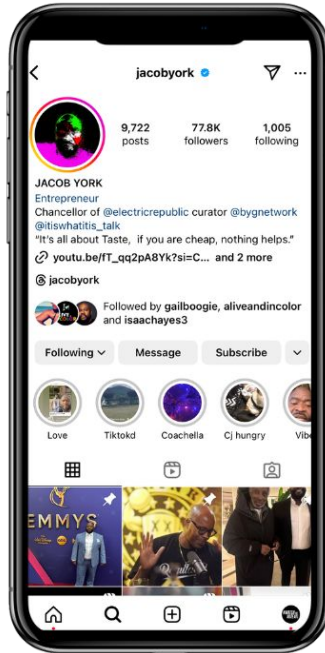 jacobyork
9,722 77.8K 1,005
posts followers following
JACOB YORK
Entrepreneur
Chancellor of @electricrepublic curator @bygnetwork
@itiswhatitis_talk
"It's all about Taste, if you are cheap, nothing helps."
youtu.be/fT_qq2pA8Yk?si=C... and 2 more
jacobyork
Followed by gailboogie, aliveandincolor
and isaachayes3
Following Message Subscribe
Love Tiktokd Coachella Cj hungry Vibe
EMMYS